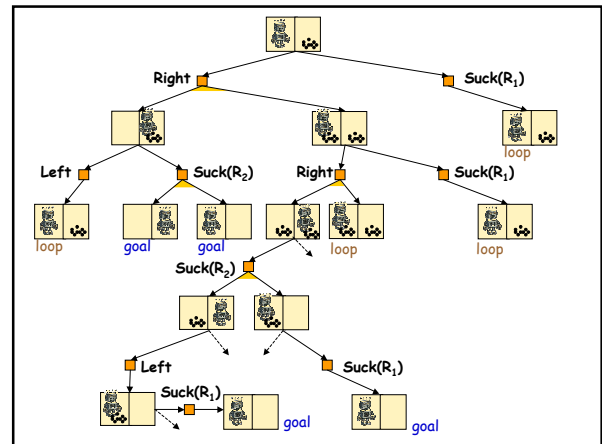 Right
Suck(R₁)
loop
Left
Suck(R₂)
Right
Suck(R₁)
loop
goal
goal
loop
loop
Suck(R₂)
Left
Suck(R₁)
Suck(R₁)
goal
goal